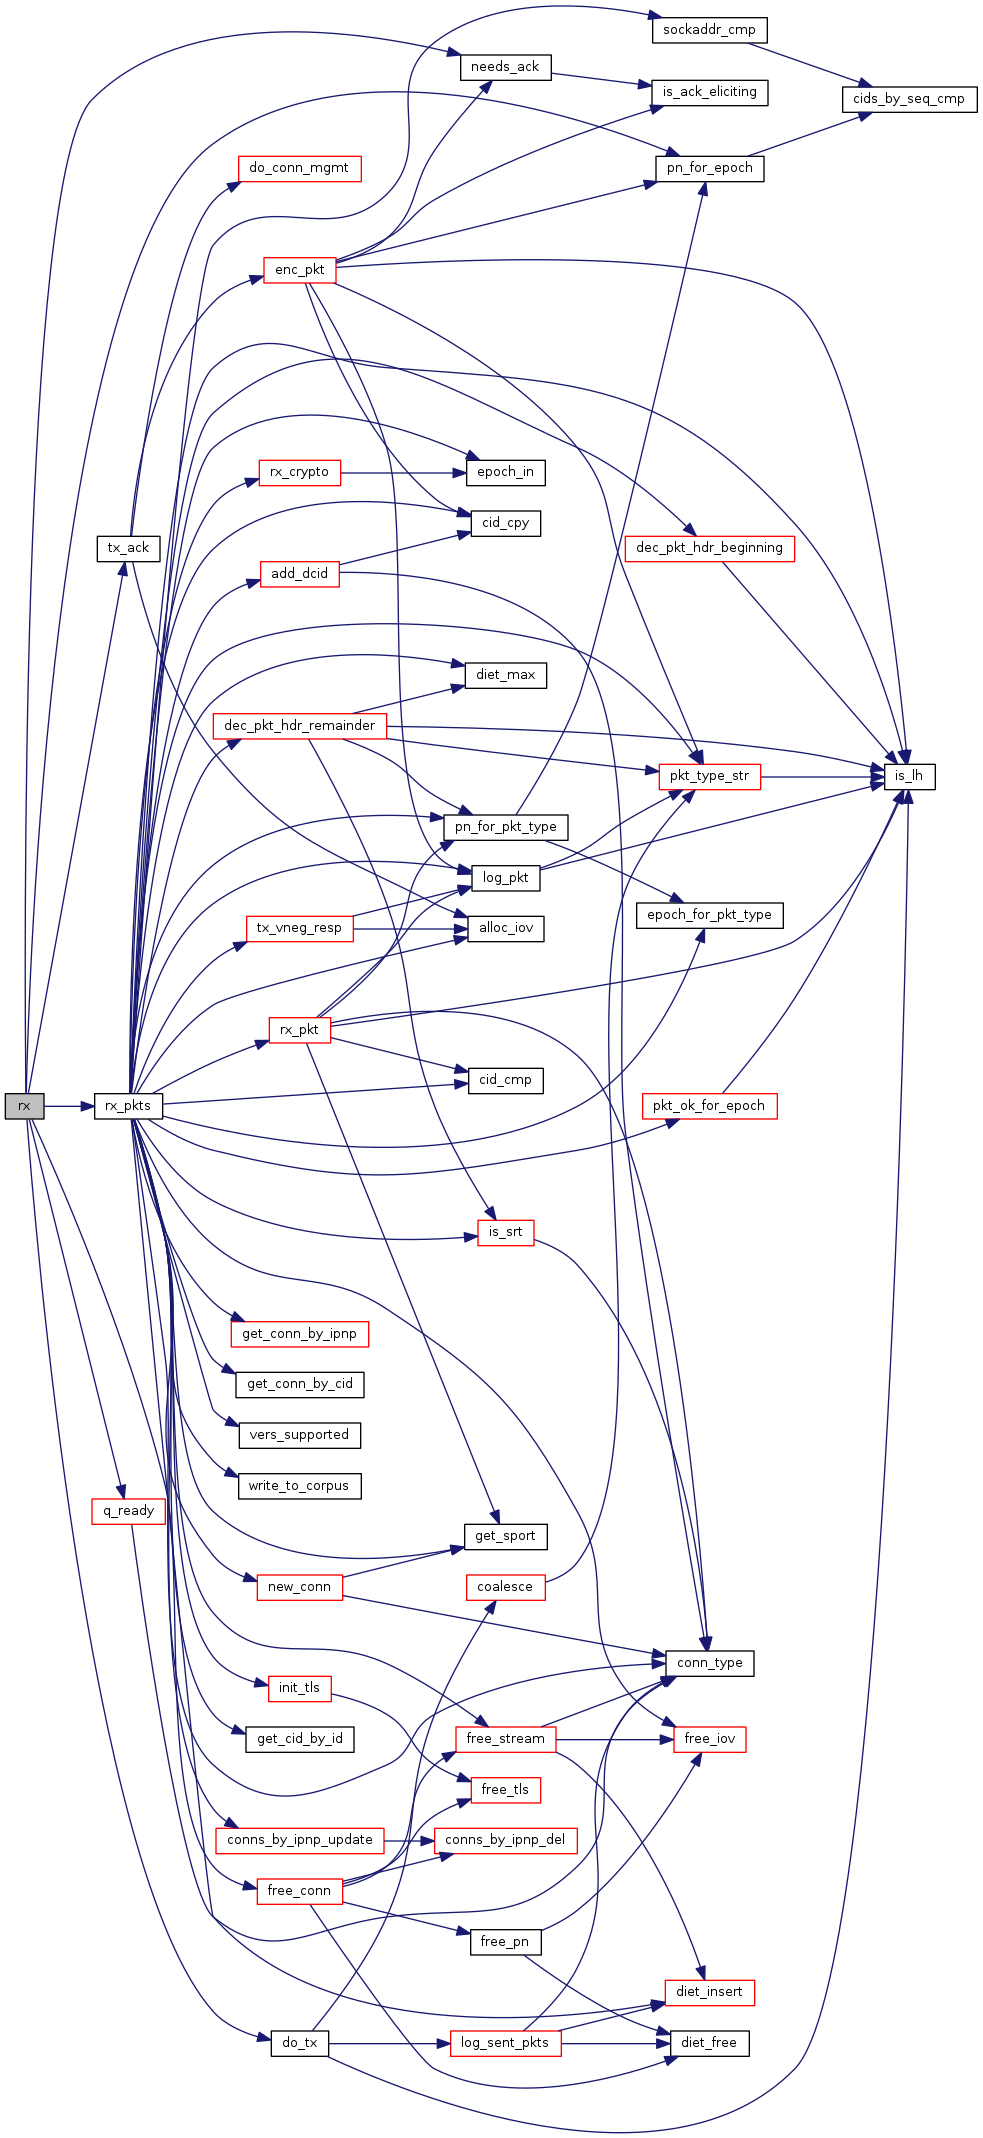 sockaddr_cmp
needs_ack
is_ack_eliciting
cids_by_seq_cmp
do_conn_mgmt
pn_for_epoch
enc_pkt
rx_crypto
epoch_in
cid_cpy
tx_ack
dec_pkt_hdr_beginning
add_dcid
diet_max
dec_pkt_hdr_remainder
pkt_type_str
is_lh
pn_for_pkt_type
log_pkt
epoch_for_pkt_type
tx_vneg_resp
alloc_iov
rx_pkt
cid_cmp
rx
rx_pkts
pkt_ok_for_epoch
is_srt
get_conn_by_ipnp
get_conn_by_cid
vers_supported
write_to_corpus
q_ready
get_sport
new_conn
coalesce
conn_type
init_tls
get_cid_by_id
free_stream
free_iov
free_tls
conns_by_ipnp_update
conns_by_ipnp_del
free_conn
free_pn
diet_insert
do_tx
log_sent_pkts
diet_free